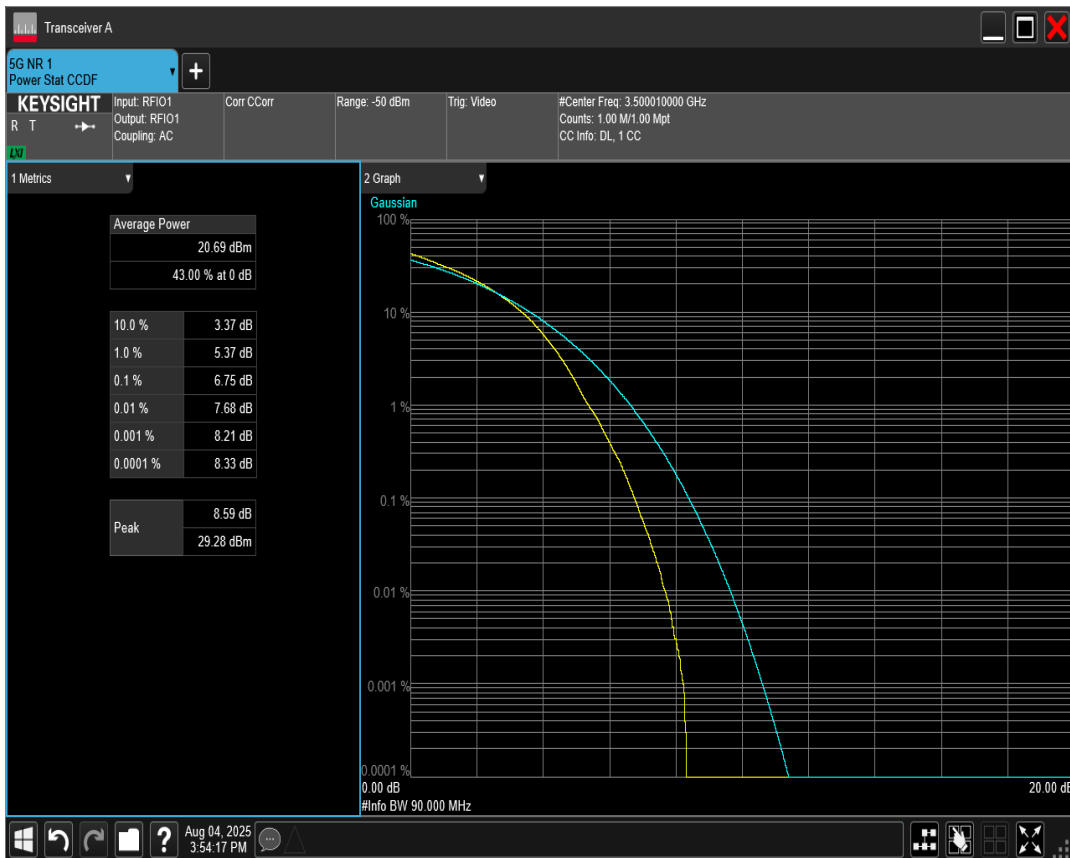 Transceiver A
5G NR 1
Power Stat CCDF
+
KEYSIGHT
R T
LXI
Input: RFIO1
Output: RFIO1
Coupling: AC
Corr CCorr
Range: -50 dBm
Trig: Video
#Center Freq: 3.500010000 GHz
Counts: 1.00 M/1.00 Mpt
CC Info: DL, 1 CC
1 Metrics
Average Power
20.69 dBm
43.00 % at 0 dB
10.0 % 3.37 dB
1.0 % 5.37 dB
0.1 % 6.75 dB
0.01 % 7.68 dB
0.001 % 8.21 dB
0.0001 % 8.33 dB
Peak
8.59 dB
29.28 dBm
2 Graph
Gaussian
100 %
10 %
1 %
0.1 %
0.01 %
0.001 %
0.0001 %
0.00 dB
20.00 dB
#Info BW 90.000 MHz
?
Aug 04, 2025
3:54:17 PM